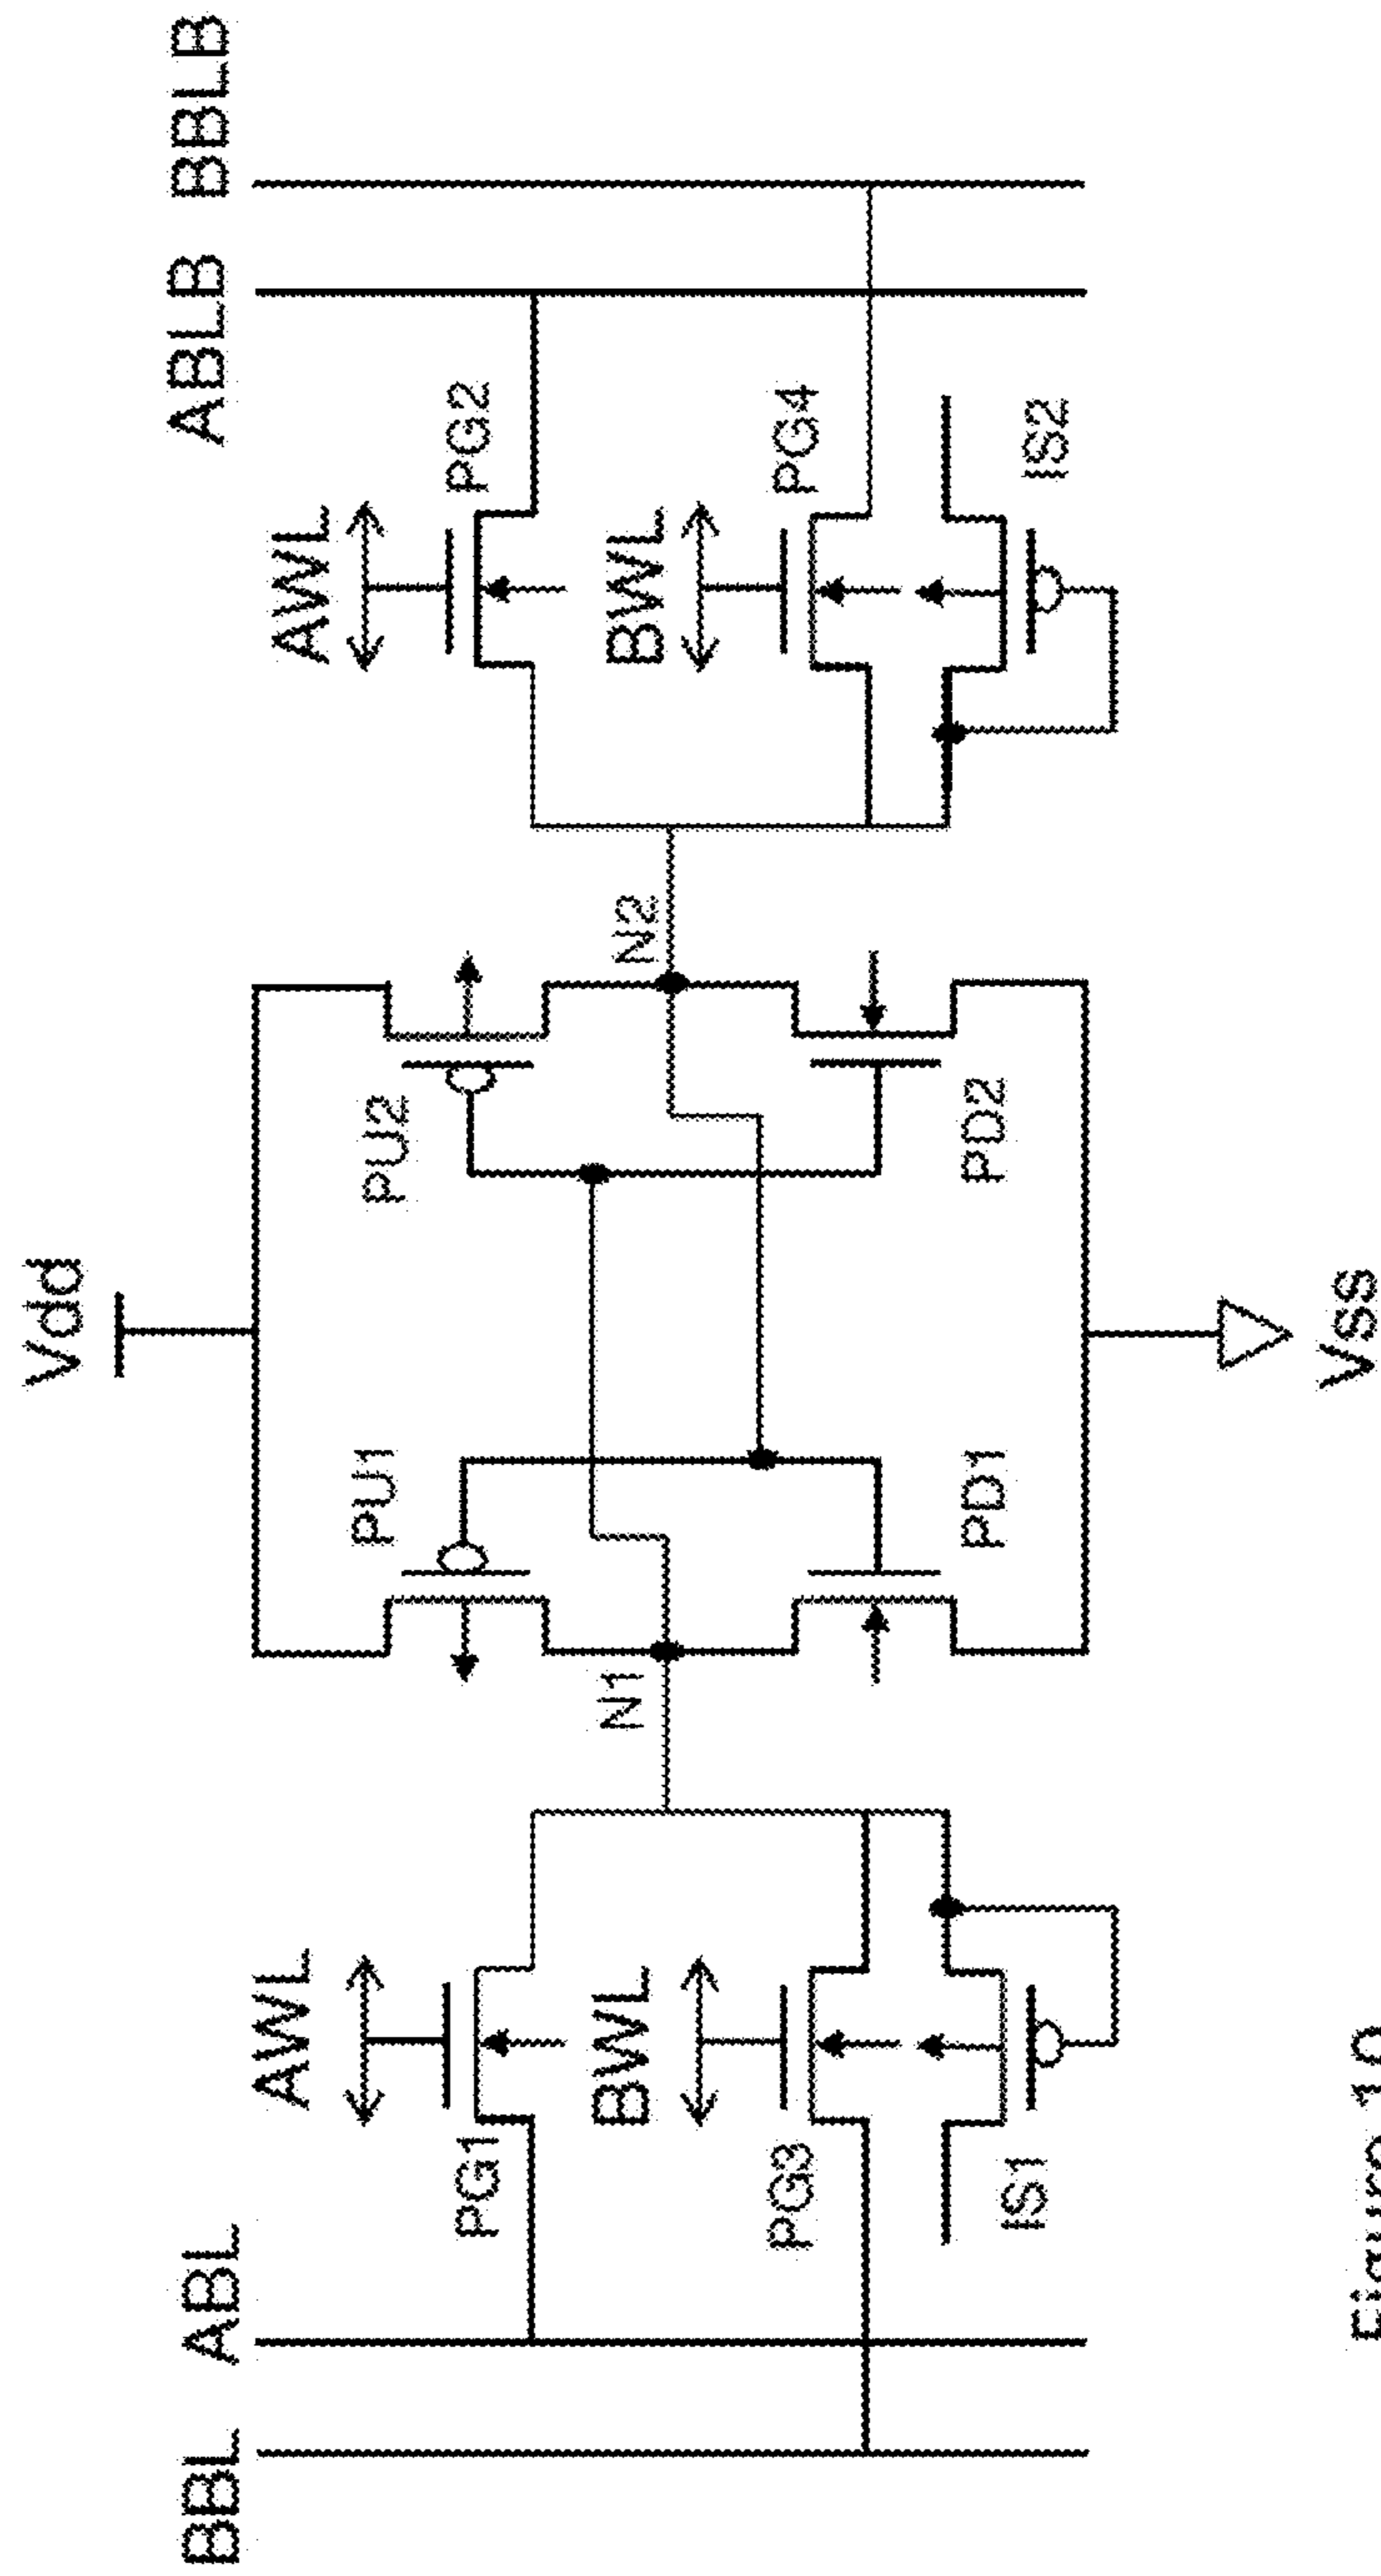 Vdd
BBL
ABL
ABLB
BBLB
AWL
AWL
PU1
PU2
PG1
PG2
BWL
N1
N2
BWL
PG3
PG4
PD1
PD2
IS1
IS2
Vss
Figure